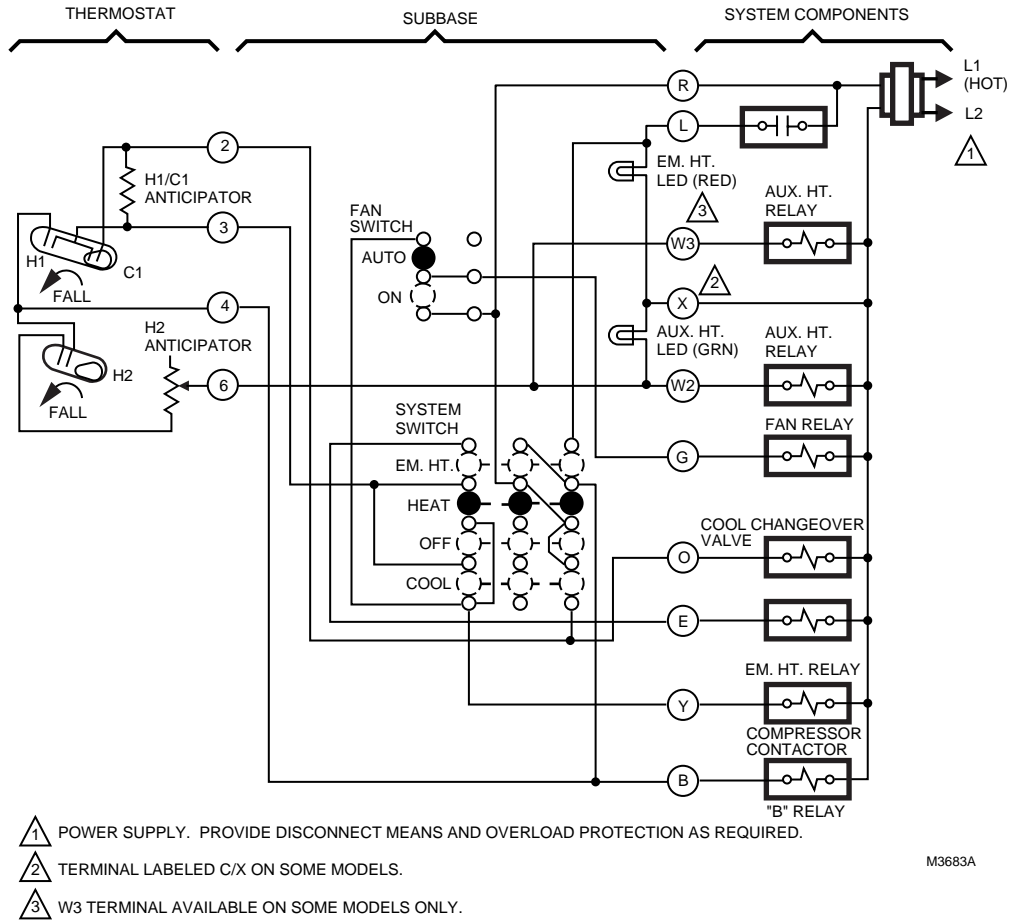 THERMOSTAT
SUBBASE
SYSTEM COMPONENTS
L1
(HOT)
R
L
L2
1
2
EM. HT.
LED (RED)
H1/C1
ANTICIPATOR
AUX. HT.
RELAY
3
FAN
SWITCH
3
W3
H1
C1
AUTO
FALL
2
ON
4
X
H2
ANTICIPATOR
AUX. HT.
LED (GRN)
AUX. HT.
RELAY
H2
6
W2
FALL
SYSTEM
SWITCH
FAN RELAY
G
EM. HT.
HEAT
COOL CHANGEOVER
VALVE
OFF
O
COOL
E
EM. HT. RELAY
Y
COMPRESSOR
CONTACTOR
B
"B" RELAY
1 POWER SUPPLY. PROVIDE DISCONNECT MEANS AND OVERLOAD PROTECTION AS REQUIRED.
2 TERMINAL LABELED C/X ON SOME MODELS.
M3683A
3 W3 TERMINAL AVAILABLE ON SOME MODELS ONLY.